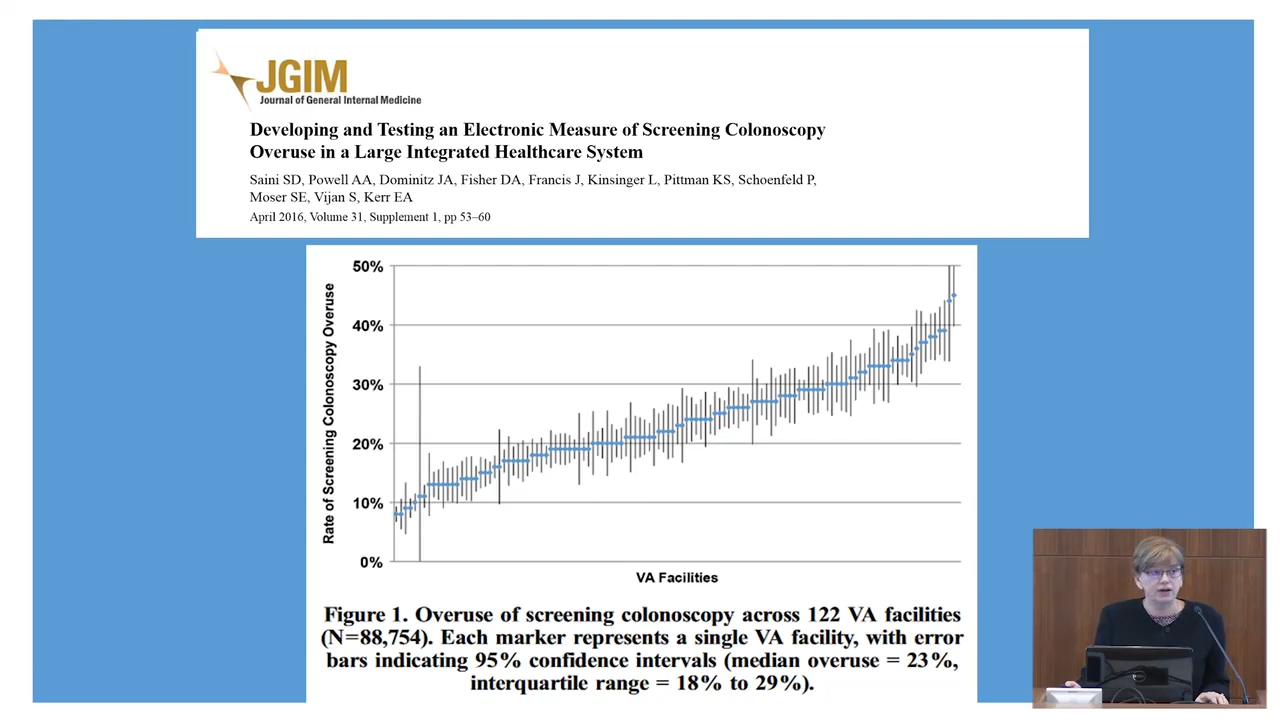 JGIM
Journal of General Internal Medicine
Developing and Testing an Electronic Measure of Screening Colonoscopy
Overuse in a Large Integrated Healthcare System
Saini SD, Powell AA, Dominitz JA, Fisher DA, Francis J, Kinsinger L, Pittman KS, Schoenfeld P,
Moser SE, Vijan S, Kerr EA
April 2016, Volume 31, Supplement 1, pp 53–60
Rate of Screening Colonoscopy Overuse
50%
40%
30%
20%
10%
0%
VA Facilities
Figure 1. Overuse of screening colonoscopy across 122 VA facilities
(N=88,754). Each marker represents a single VA facility, with error
bars indicating 95% confidence intervals (median overuse = 23%,
interquartile range = 18% to 29%).